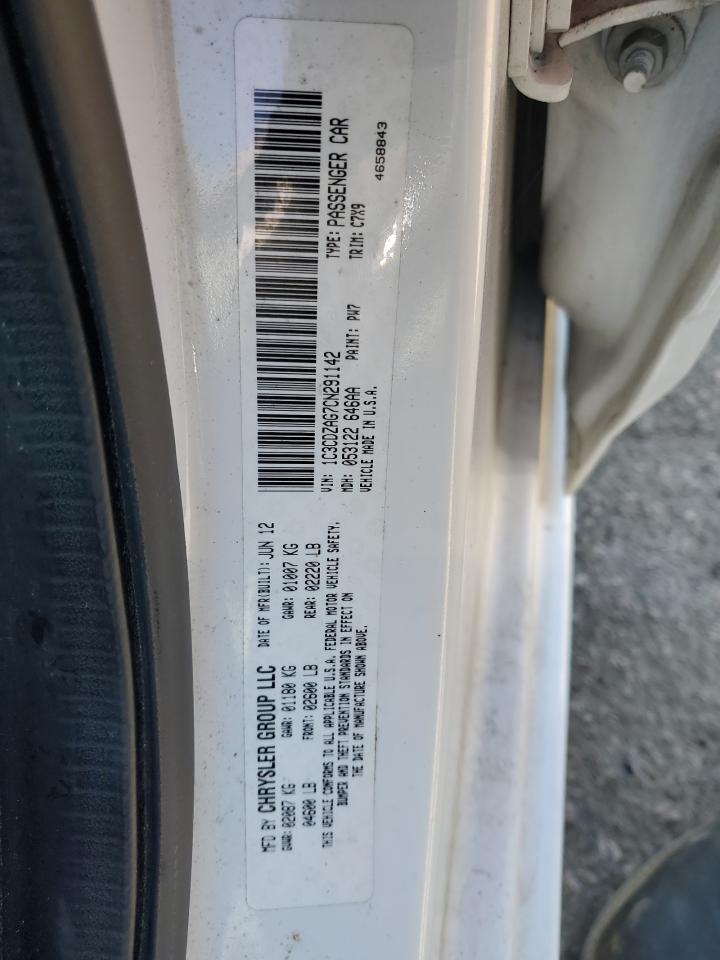 MFD BY CHRYSLER GROUP LLC
DATE OF MFR(BUILT): JUN 12
GVWR: 02087 KG
GAWR: 01180 KG
GAWR: 01007 KG
04600 LB
FRONT: 02600 LB
REAR: 02220 LB
THIS VEHICLE CONFORMS TO ALL APPLICABLE U.S.A. FEDERAL MOTOR VEHICLE SAFETY,
BUMPER AND THEFT PREVENTION STANDARDS IN EFFECT ON
THE DATE OF MANUFACTURE SHOWN ABOVE.
VIN: 1C3CDZAG7CN291142
TYPE: PASSENGER CAR
MDH: 053122 646AA
PAINT: PW7
TRIM: C7X9
VEHICLE MADE IN U.S.A.
4658843